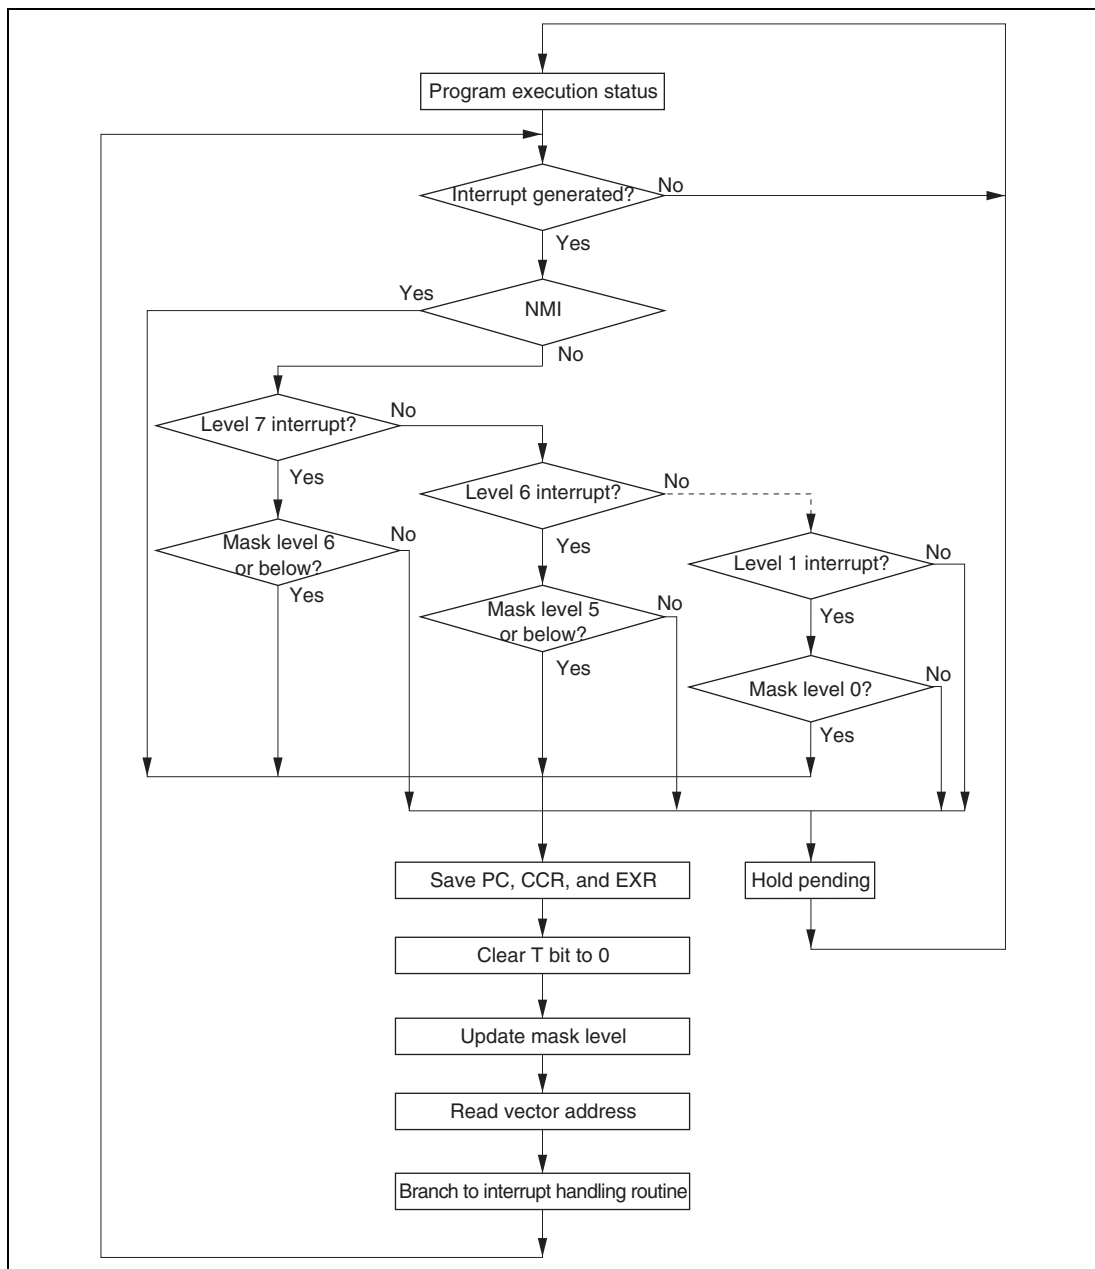 Program execution status
Interrupt generated?
No
Yes
Yes
NMI
No
Level 7 interrupt?
No
Yes
Level 6 interrupt?
No
Mask level 6
or below?
No
Yes
Level 1 interrupt?
No
Yes
Mask level 5
or below?
No
Yes
Yes
Mask level 0?
No
Yes
Save PC, CCR, and EXR
Hold pending
Clear T bit to 0
Update mask level
Read vector address
Branch to interrupt handling routine